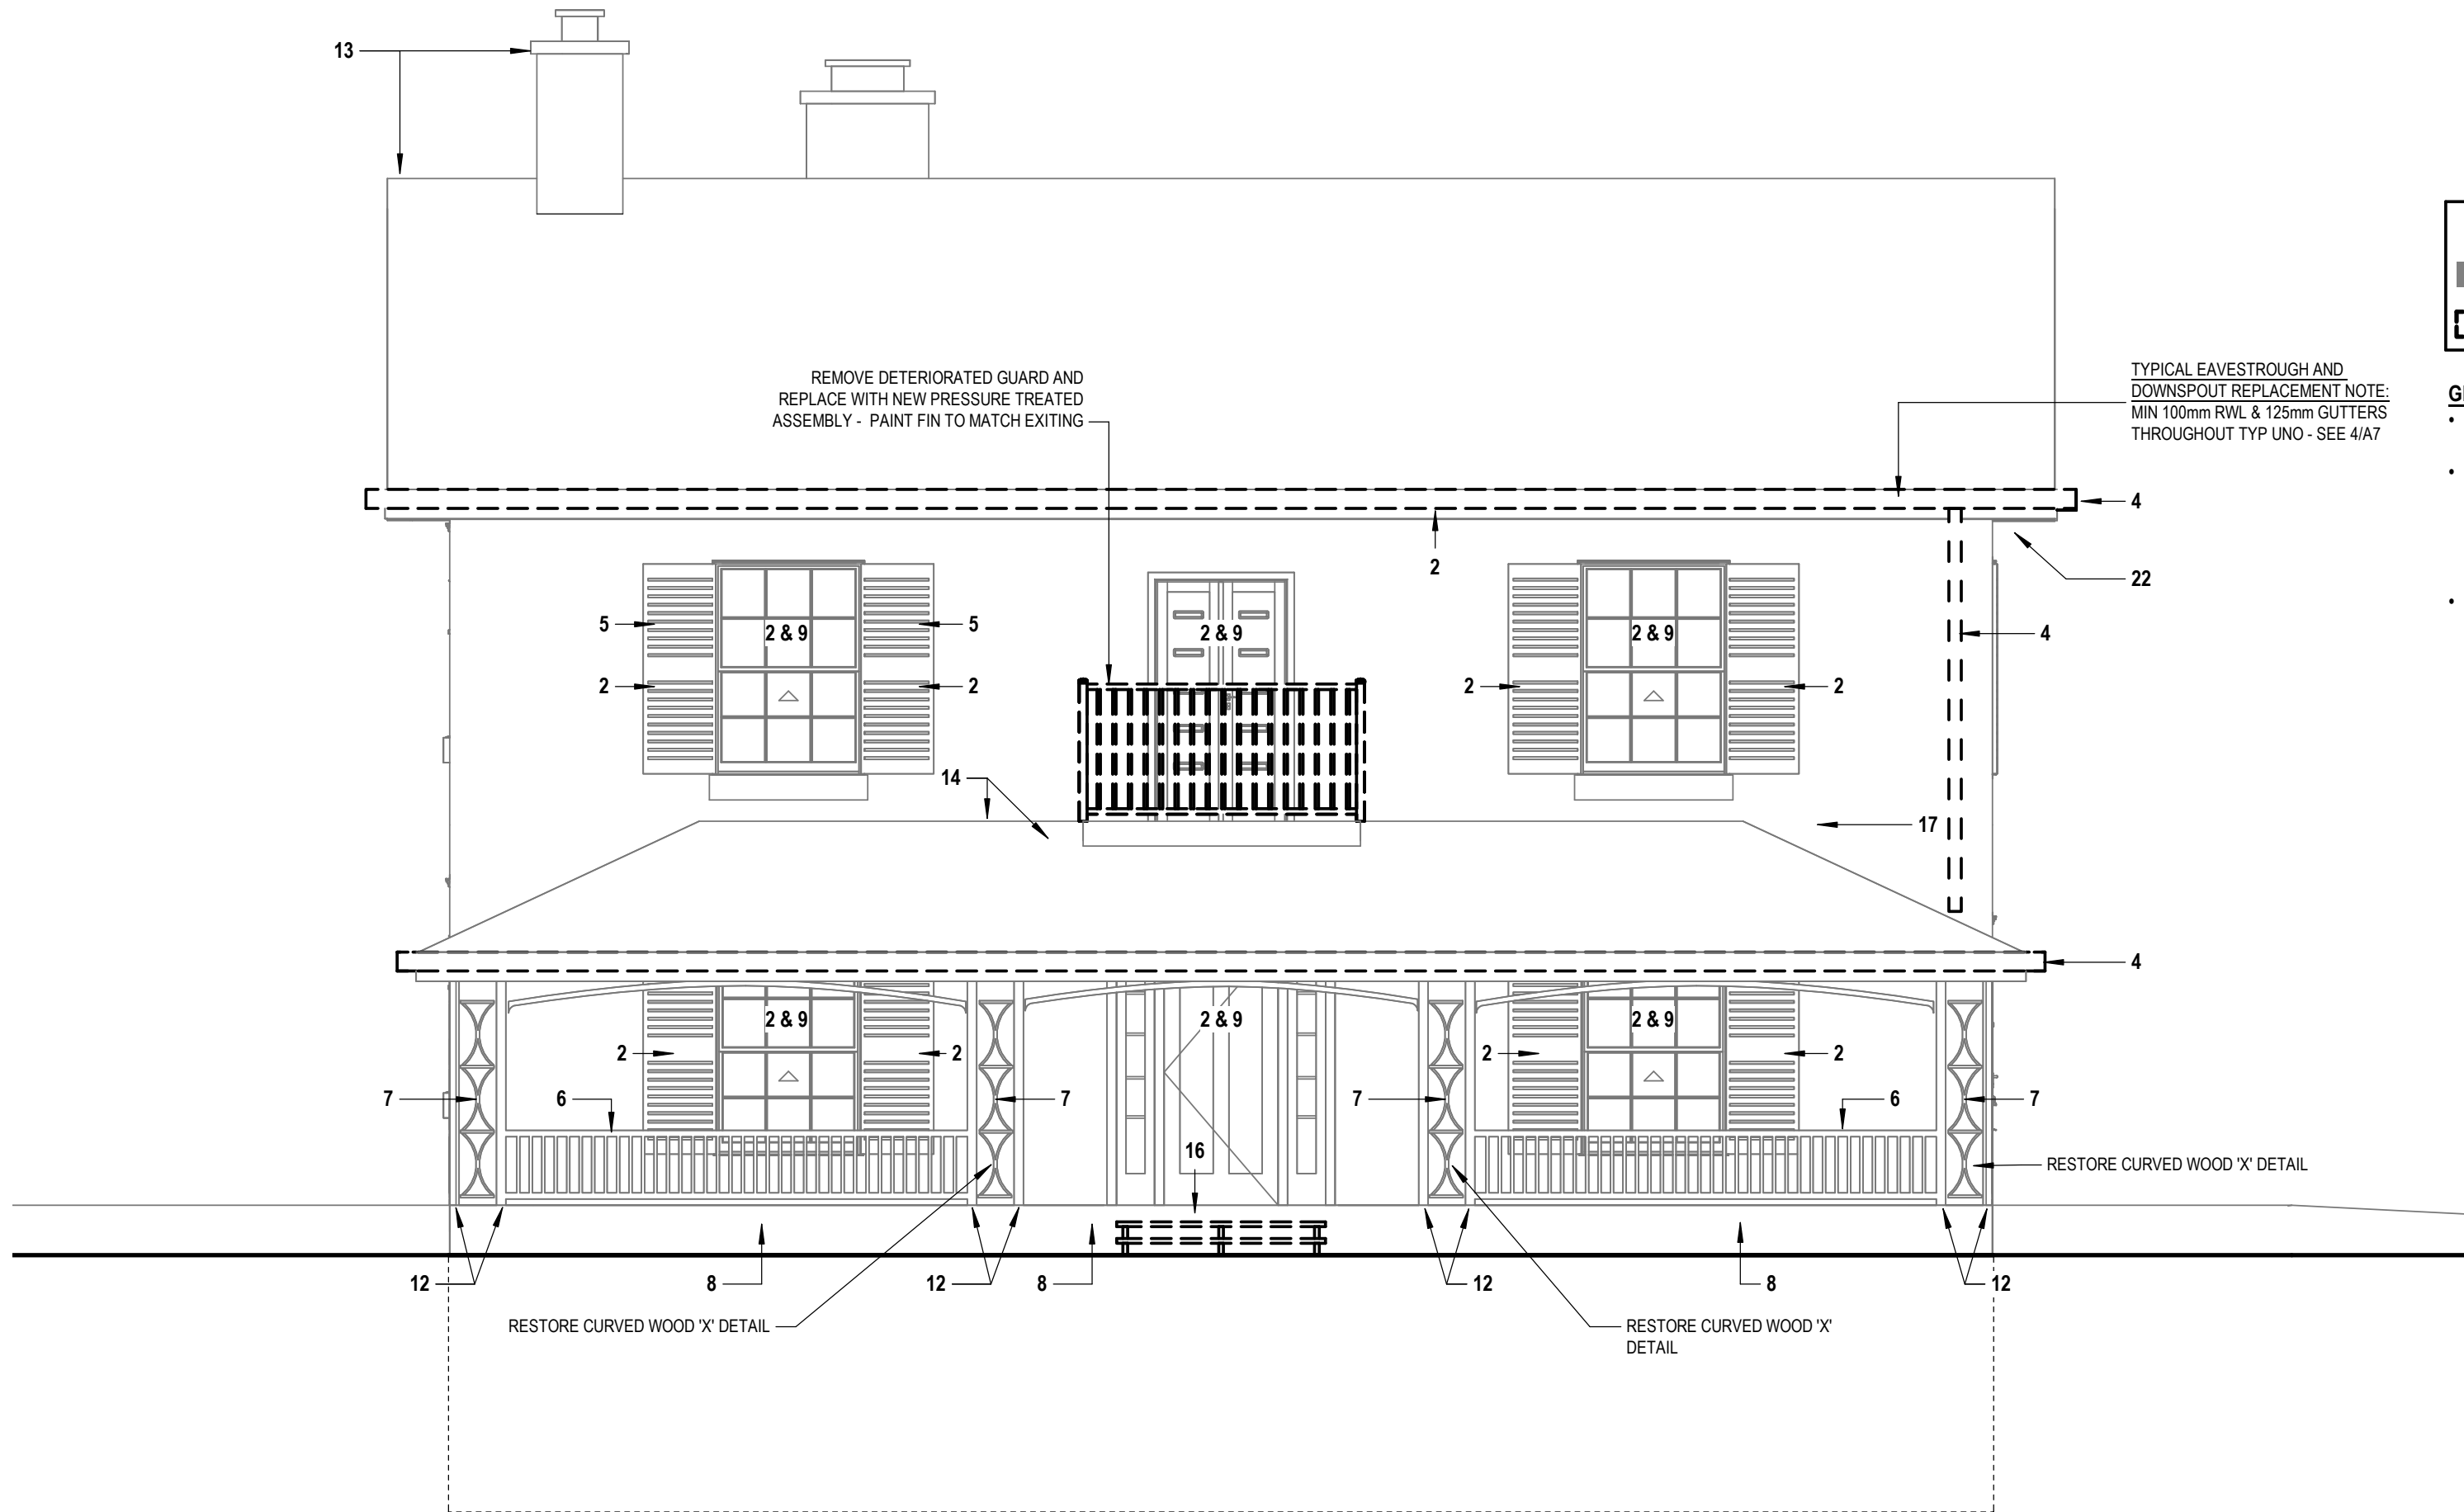 13
REMOVE DETERIORATED GUARD AND
REPLACE WITH NEW PRESSURE TREATED
ASSEMBLY - PAINT FIN TO MATCH EXITING
TYPICAL EAVESTROUGH AND
DOWNSPOUT REPLACEMENT NOTE:
MIN 100mm RWL & 125mm GUTTERS
THROUGHOUT TYP UNO - SEE 4/A7
4
2
22
5
2 & 9
5
2 & 9
2 & 9
4
2
2
2
2
14
17
4
2 & 9
2 & 9
2 & 9
2
2
2
2
7
6
7
7
6
7
16
RESTORE CURVED WOOD 'X' DETAIL
12
8
12
8
12
8
12
RESTORE CURVED WOOD 'X' DETAIL
RESTORE CURVED WOOD 'X'
DETAIL